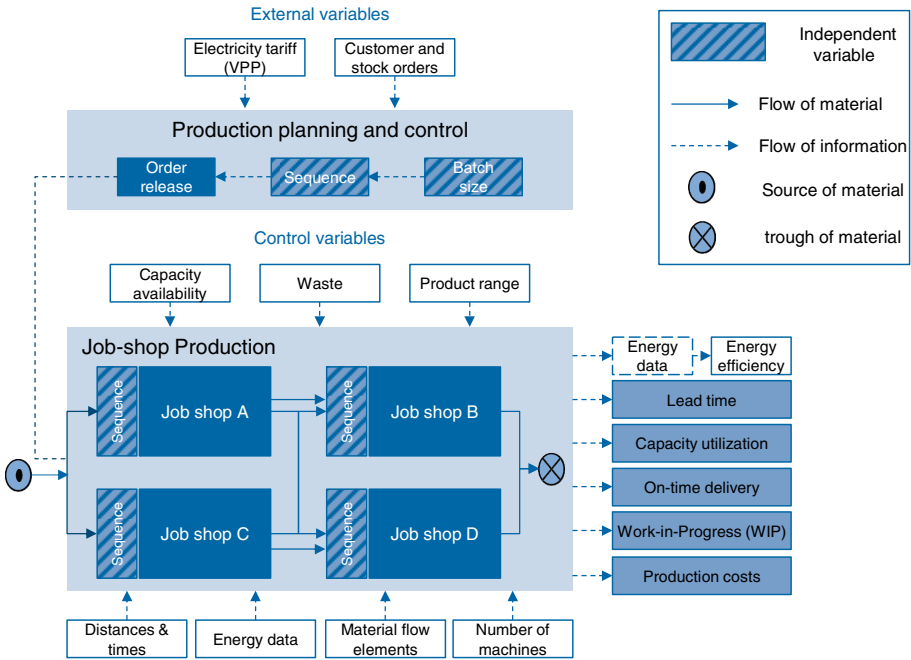 External variables
Electricity tariff
(VPP)
Customer and
stock orders
Production planning and control
Order
release
Sequence
Batch
size
Independent
variable
Flow of material
Flow of information
Source of material
trough of material
Control variables
Capacity
availability
Waste
Product range
Job-shop Production
Sequence
Job shop A
Sequence
Job shop B
Sequence
Job shop C
Sequence
Job shop D
Energy
data
Energy
efficiency
Lead time
Capacity utilization
On-time delivery
Work-in-Progress (WIP)
Production costs
Distances &
times
Energy data
Material flow
elements
Number of
machines